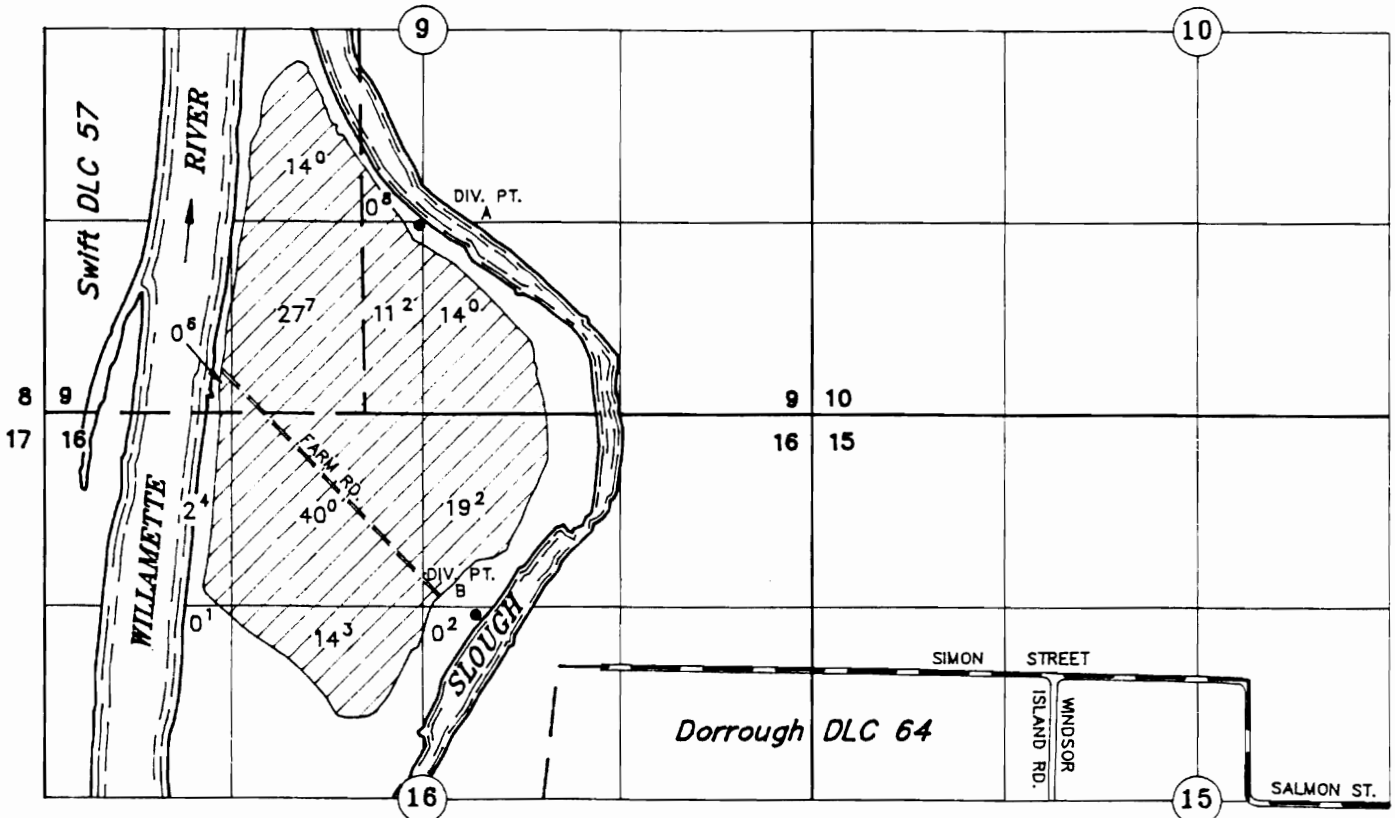 9
10
Swift DLC 57
RIVER
14⁰
0⁸
DIV. PT.
A
27⁷
11²
14⁰
0⁶
8 9
17 16
9 10
16 15
FARM RD.
2⁴
40⁰
19²
WILLAMETTE
DIV. PT.
B
0¹
14³
0²
SLOUGH
SIMON STREET
ISLAND RD.
WINDSOR
Dorrough DLC 64
SALMON ST.
16
15